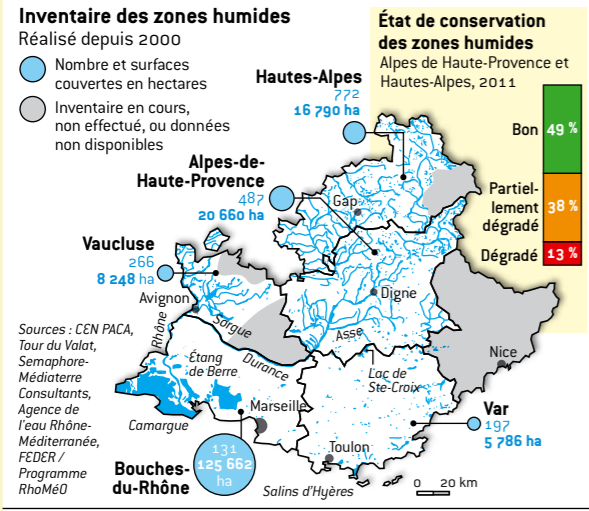 Inventaire des zones humides
Réalisé depuis 2000
Nombre et surfaces
couvertes en hectares
Inventaire en cours,
non effectué, ou données
non disponibles
État de conservation
des zones humides
Alpes de Haute-Provence et
Hautes-Alpes, 2011
Bon 49 %
Partiel-
lement
dégradé
38 %
Dégradé 13 %
Hautes-Alpes
772
16 790 ha
Alpes-de-
Haute-Provence
487
20 660 ha
Vaucluse
266
8 248 ha
Gap
Digne
Avignon
Rhône
Sorgue
Asse
Durance
Étang
de Berre
Lac de
Ste-Croix
Nice
Marseille
Camargue
Toulon
Var
197
5 786 ha
131
125 662
ha
Bouches-
du-Rhône
Salins d'Hyères
0 20 km
Sources : CEN PACA,
Tour du Valat,
Semaphore-
Médiaterre
Consultants,
Agence de
l'eau Rhône-
Méditerranée,
FEDER /
Programme
RhoMéO